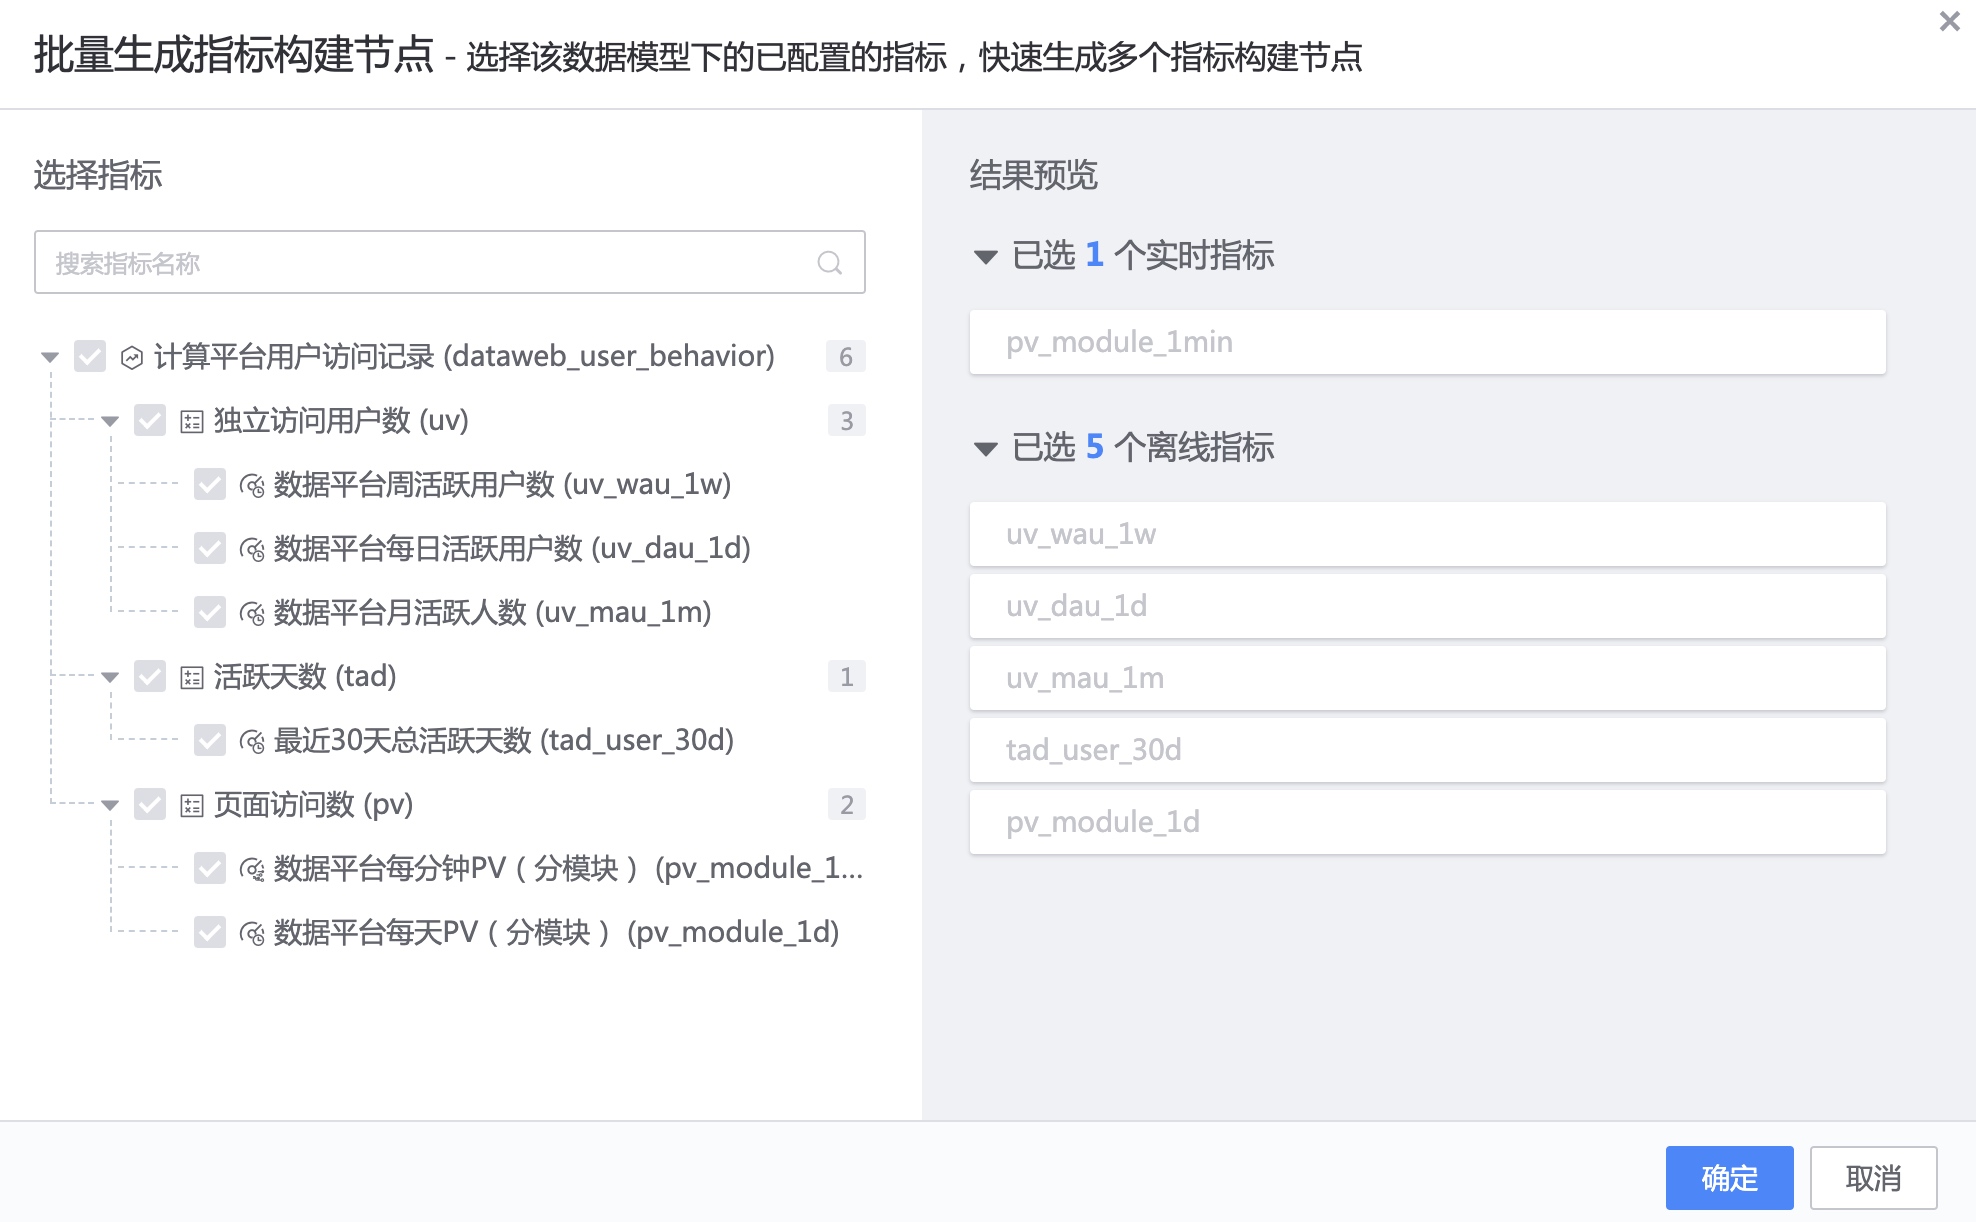 批量生成指标构建节点 - 选择该数据模型下的已配置的指标，快速生成多个指标构建节点
选择指标
搜索指标名称
计算平台用户访问记录 (dataweb_user_behavior) 6
独立访问用户数 (uv) 3
数据平台周活跃用户数 (uv_wau_1w)
数据平台每日活跃用户数 (uv_dau_1d)
数据平台月活跃人数 (uv_mau_1m)
活跃天数 (tad) 1
最近30天总活跃天数 (tad_user_30d)
页面访问数 (pv) 2
数据平台每分钟PV（分模块） (pv_module_1...
数据平台每天PV（分模块） (pv_module_1d)
结果预览
已选 1 个实时指标
pv_module_1min
已选 5 个离线指标
uv_wau_1w
uv_dau_1d
uv_mau_1m
tad_user_30d
pv_module_1d
确定
取消